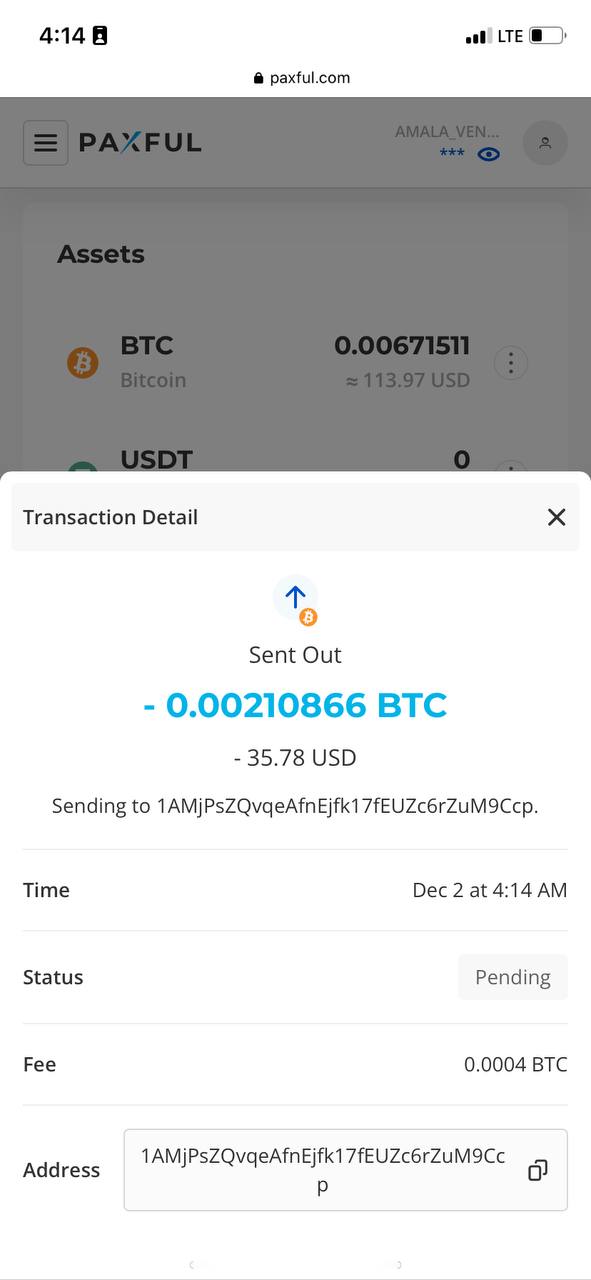 4:14
LTE
paxful.com
PAXFUL
AMALA_VEN...
***
Assets
BTC
0.00671511
Bitcoin
≈ 113.97 USD
USDT
0
Transaction Detail
Sent Out
- 0.00210866 BTC
- 35.78 USD
Sending to 1AMjPsZQvqeAfnEjfk17fEUZc6rZuM9Ccp.
Time
Dec 2 at 4:14 AM
Status
Pending
Fee
0.0004 BTC
Address
1AMjPsZQvqeAfnEjfk17fEUZc6rZuM9Cc
p